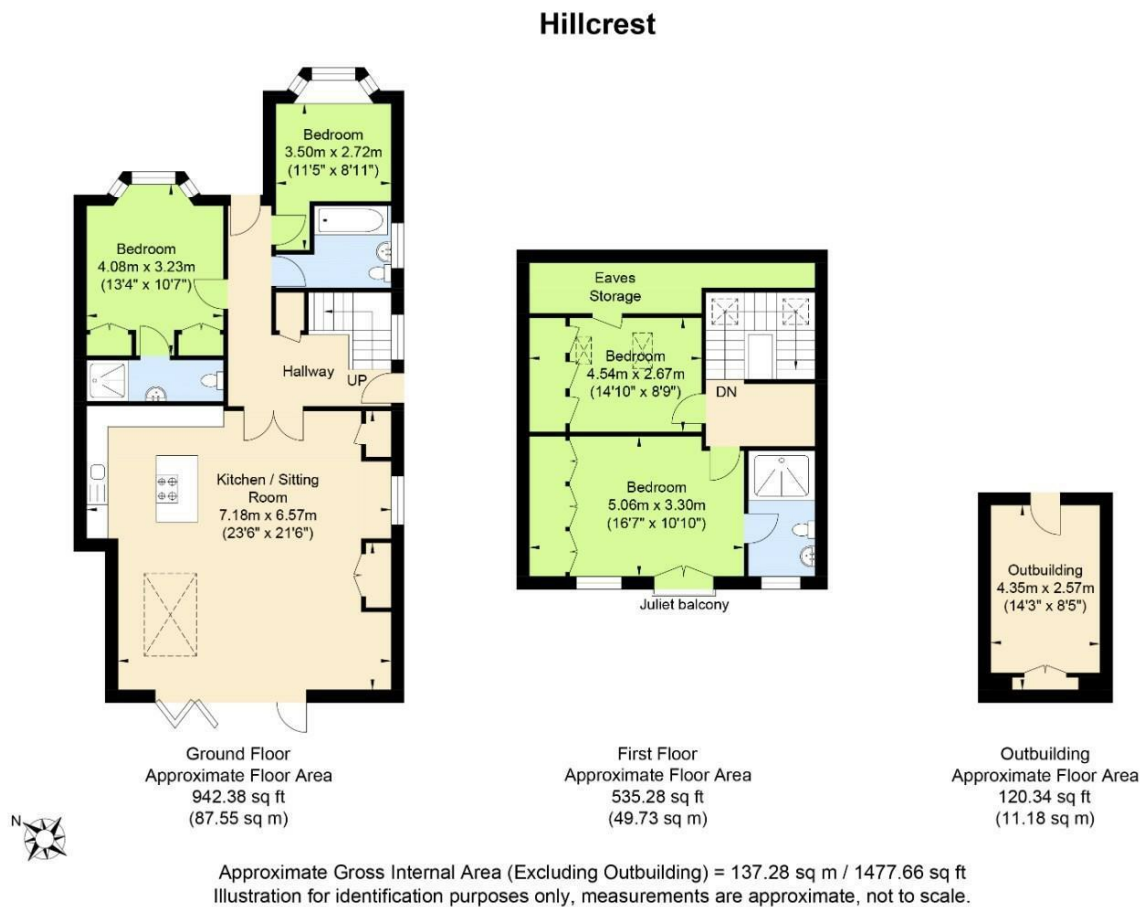 Hillcrest
Bedroom
3.50m x 2.72m
(11'5" x 8'11")
Bedroom
4.08m x 3.23m
(13'4" x 10'7")
Hallway
UP
Kitchen / Sitting
Room
7.18m x 6.57m
(23'6" x 21'6")
Ground Floor
Approximate Floor Area
942.38 sq ft
(87.55 sq m)
Eaves
Storage
Bedroom
4.54m x 2.67m
(14'10" x 8'9")
DN
Bedroom
5.06m x 3.30m
(16'7" x 10'10")
Juliet balcony
First Floor
Approximate Floor Area
535.28 sq ft
(49.73 sq m)
Outbuilding
4.35m x 2.57m
(14'3" x 8'5")
Outbuilding
Approximate Floor Area
120.34 sq ft
(11.18 sq m)
N
Approximate Gross Internal Area (Excluding Outbuilding) = 137.28 sq m / 1477.66 sq ft
Illustration for identification purposes only, measurements are approximate, not to scale.